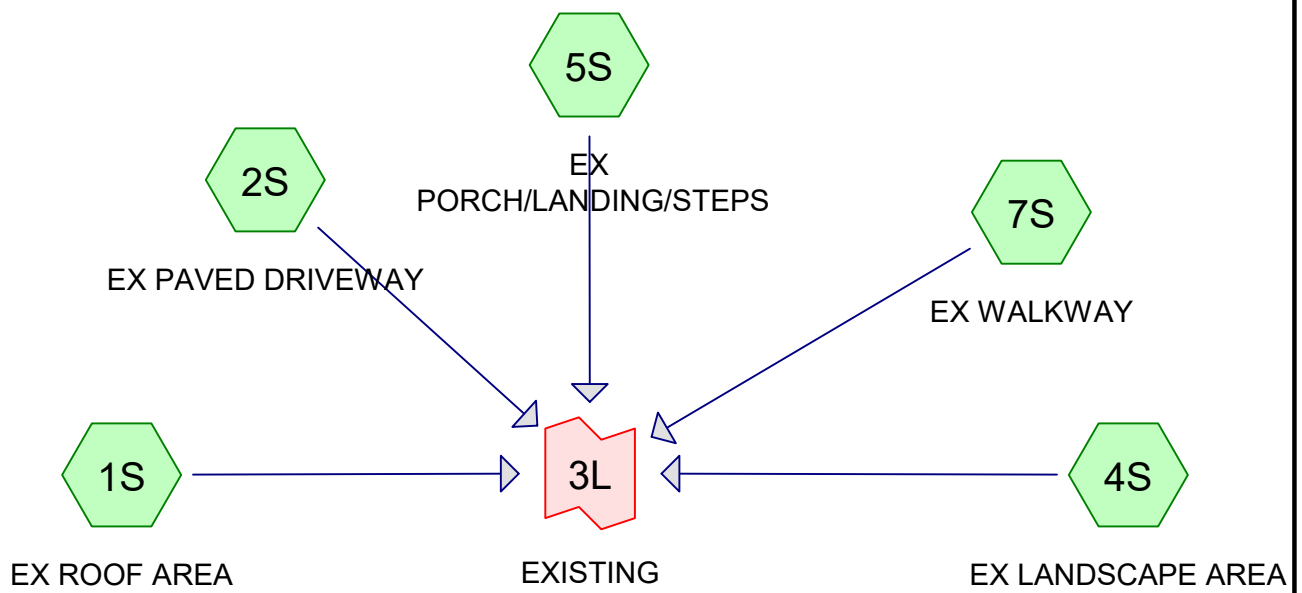 5S
EX
PORCH/LANDING/STEPS
2S
EX PAVED DRIVEWAY
7S
EX WALKWAY
1S
EX ROOF AREA
3L
EXISTING
4S
EX LANDSCAPE AREA